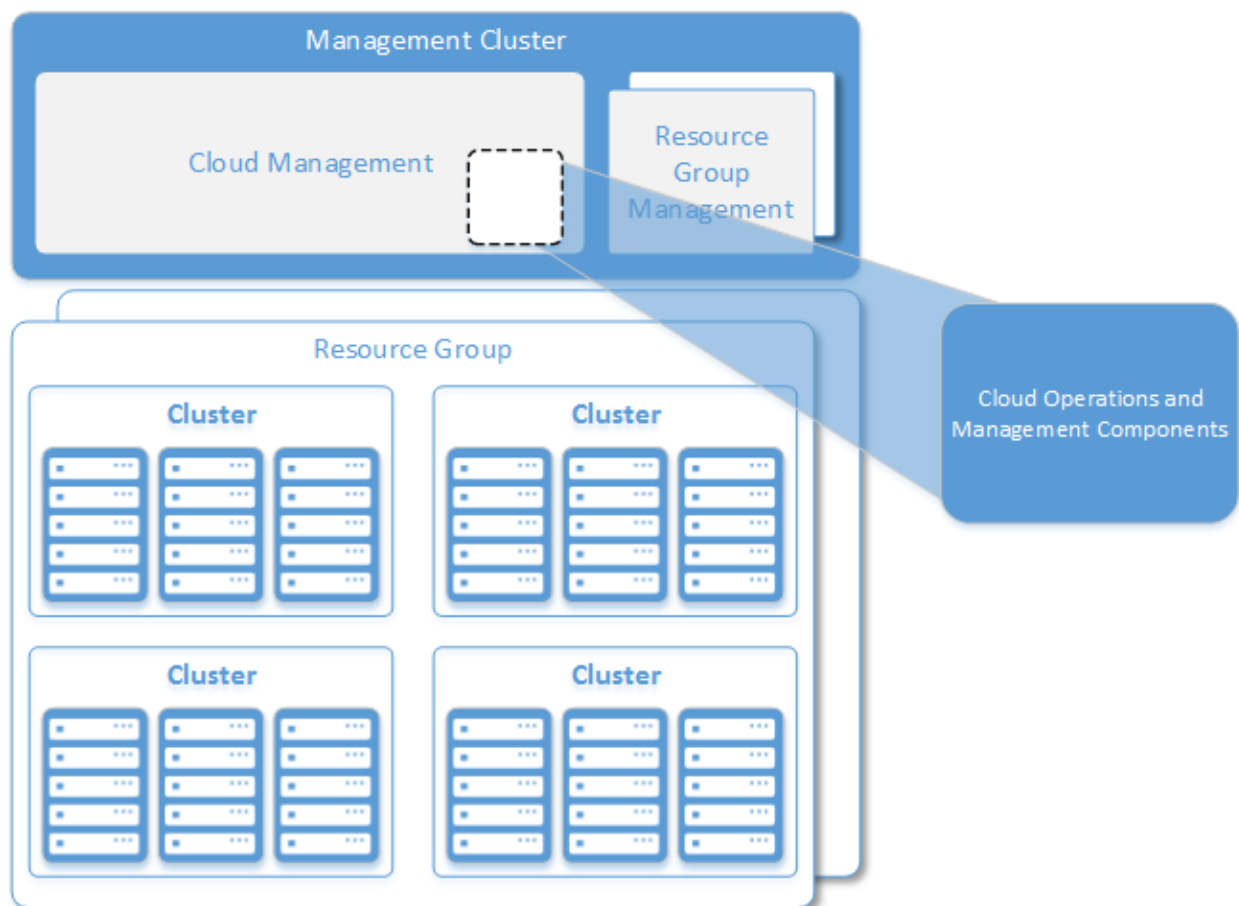 Management Cluster
Cloud Management
Resource
Group
Management
Resource Group
Cluster
Cluster
Cloud Operations and
Management Components
Cluster
Cluster